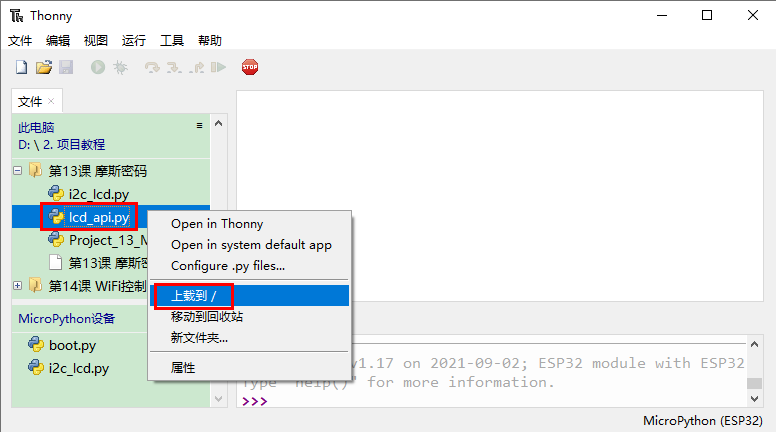 Thonny
文件 编辑 视图 运行 工具 帮助
STOP
文件 ×
此电脑 ≡
D: \ 2. 项目教程
第13课 摩斯密码
i2c_lcd.py
lcd_api.py
Project_13_M
第13课 摩斯密
第14课 WiFi控制
Open in Thonny
Open in system default app
Configure .py files...
上载到 /
移动到回收站
新文件夹...
属性
MicroPython设备
boot.py
i2c_lcd.py
v1.17 on 2021-09-02; ESP32 module with ESP32
Type "help()" for more information.
>>>
MicroPython (ESP32)